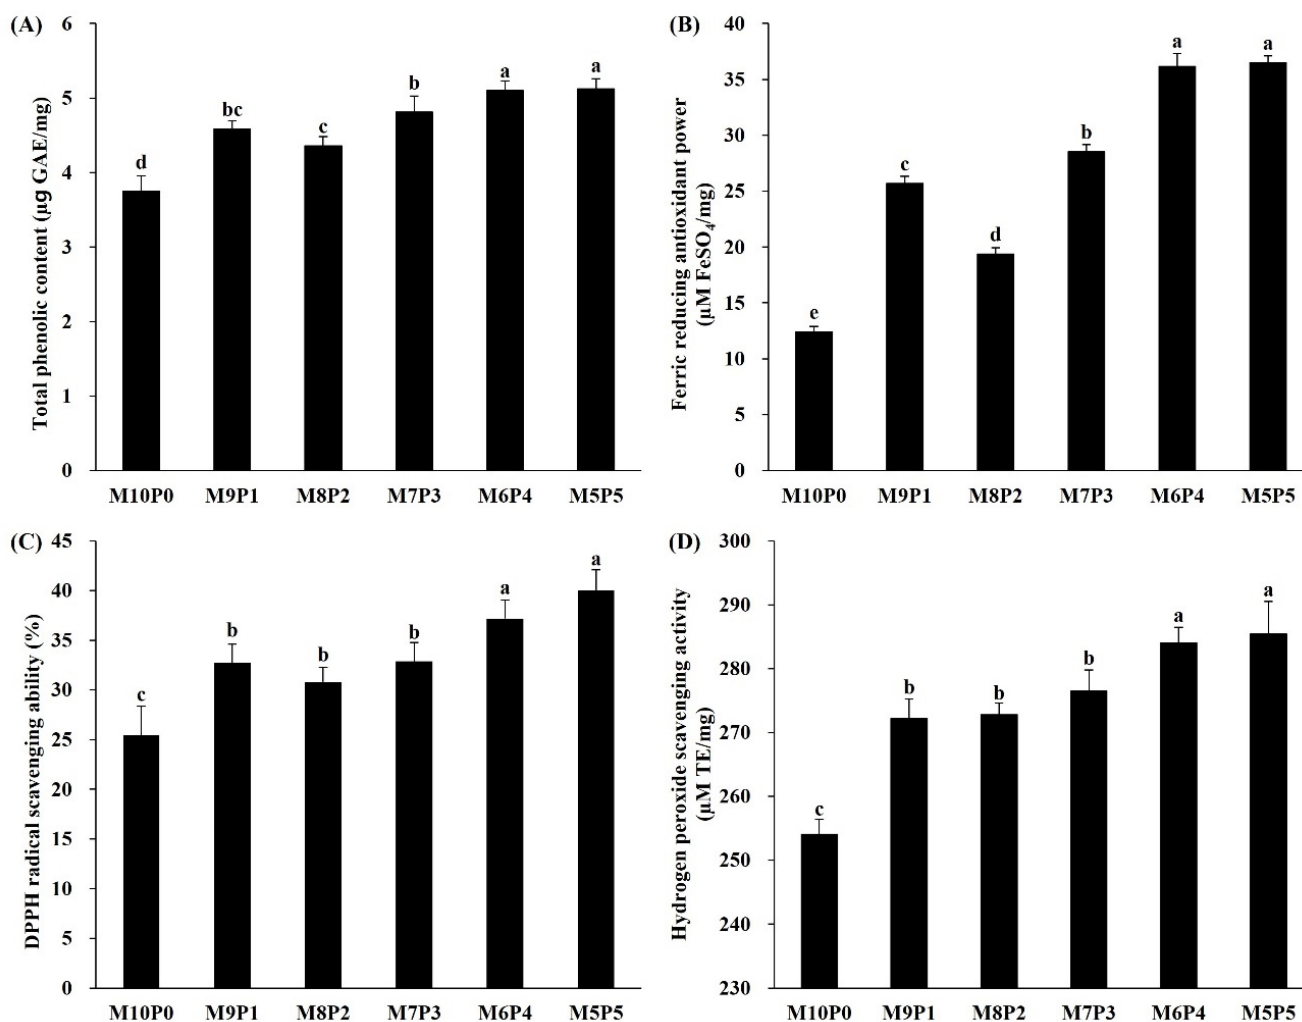 (A)
Total phenolic content (µg GAE/mg)
6
5
4
3
2
1
0
d
bc
c
b
a
a
M10P0 M9P1 M8P2 M7P3 M6P4 M5P5
(B)
Ferric reducing antioxidant power
(µM FeSO4/mg)
40
35
30
25
20
15
10
5
0
e
c
d
b
a
a
M10P0 M9P1 M8P2 M7P3 M6P4 M5P5
(C)
DPPH radical scavenging ability (%)
45
40
35
30
25
20
15
10
5
0
c
b
b
b
a
a
M10P0 M9P1 M8P2 M7P3 M6P4 M5P5
(D)
Hydrogen peroxide scavenging activity
(µM TE/mg)
300
290
280
270
260
250
240
230
c
b
b
b
a
a
M10P0 M9P1 M8P2 M7P3 M6P4 M5P5